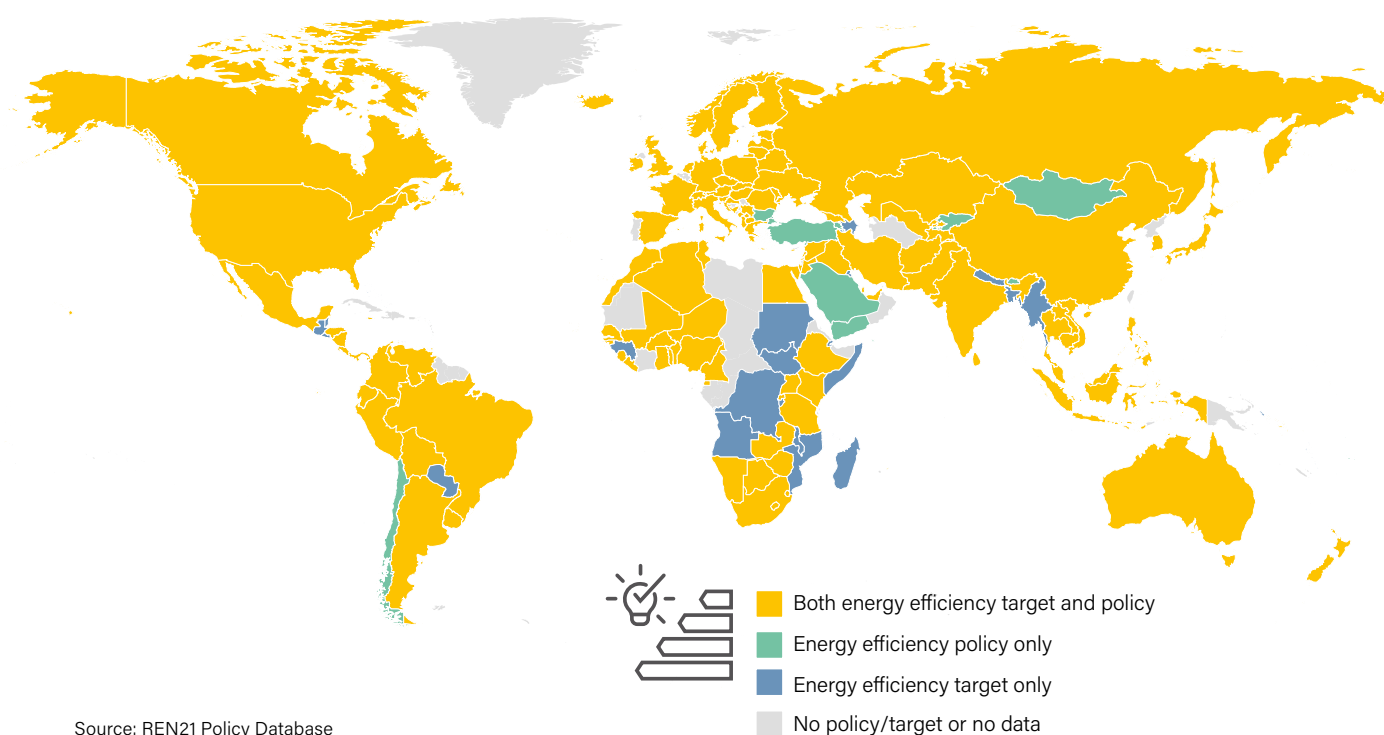 Both energy efficiency target and policy
Energy efficiency policy only
Energy efficiency target only
No policy/target or no data
Source: REN21 Policy Database